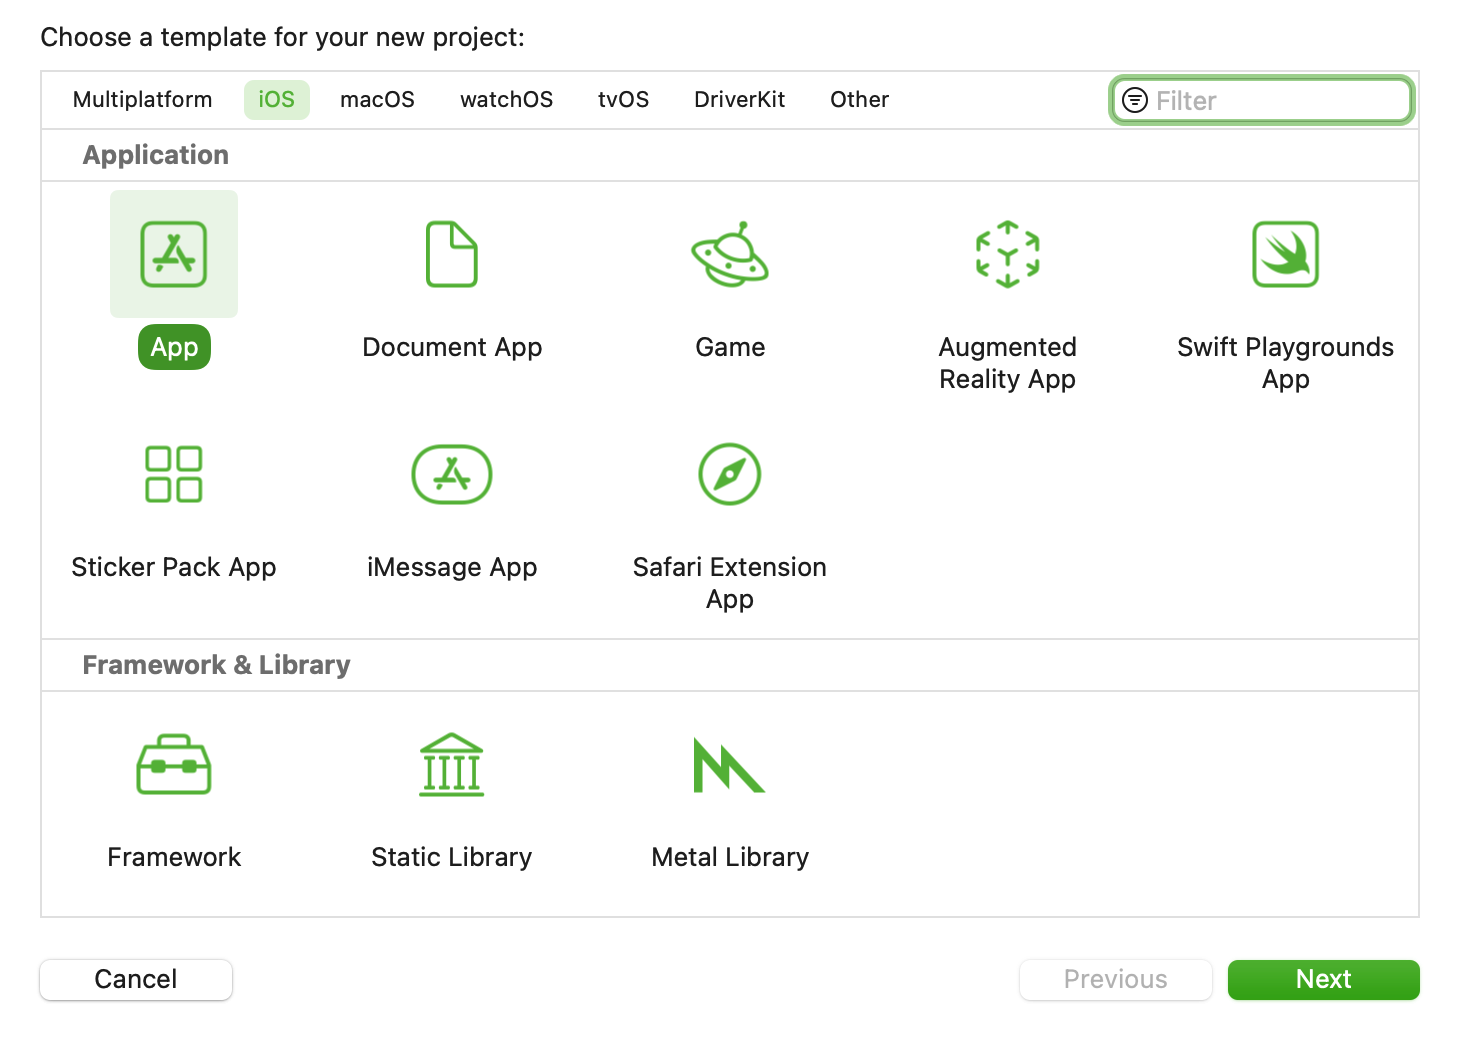 Choose a template for your new project:
Multiplatform iOS macOS watchOS tvOS DriverKit Other Filter
Application
App Document App Game Augmented Reality App Swift Playgrounds App
Sticker Pack App iMessage App Safari Extension App
Framework & Library
Framework Static Library Metal Library
Cancel Previous Next